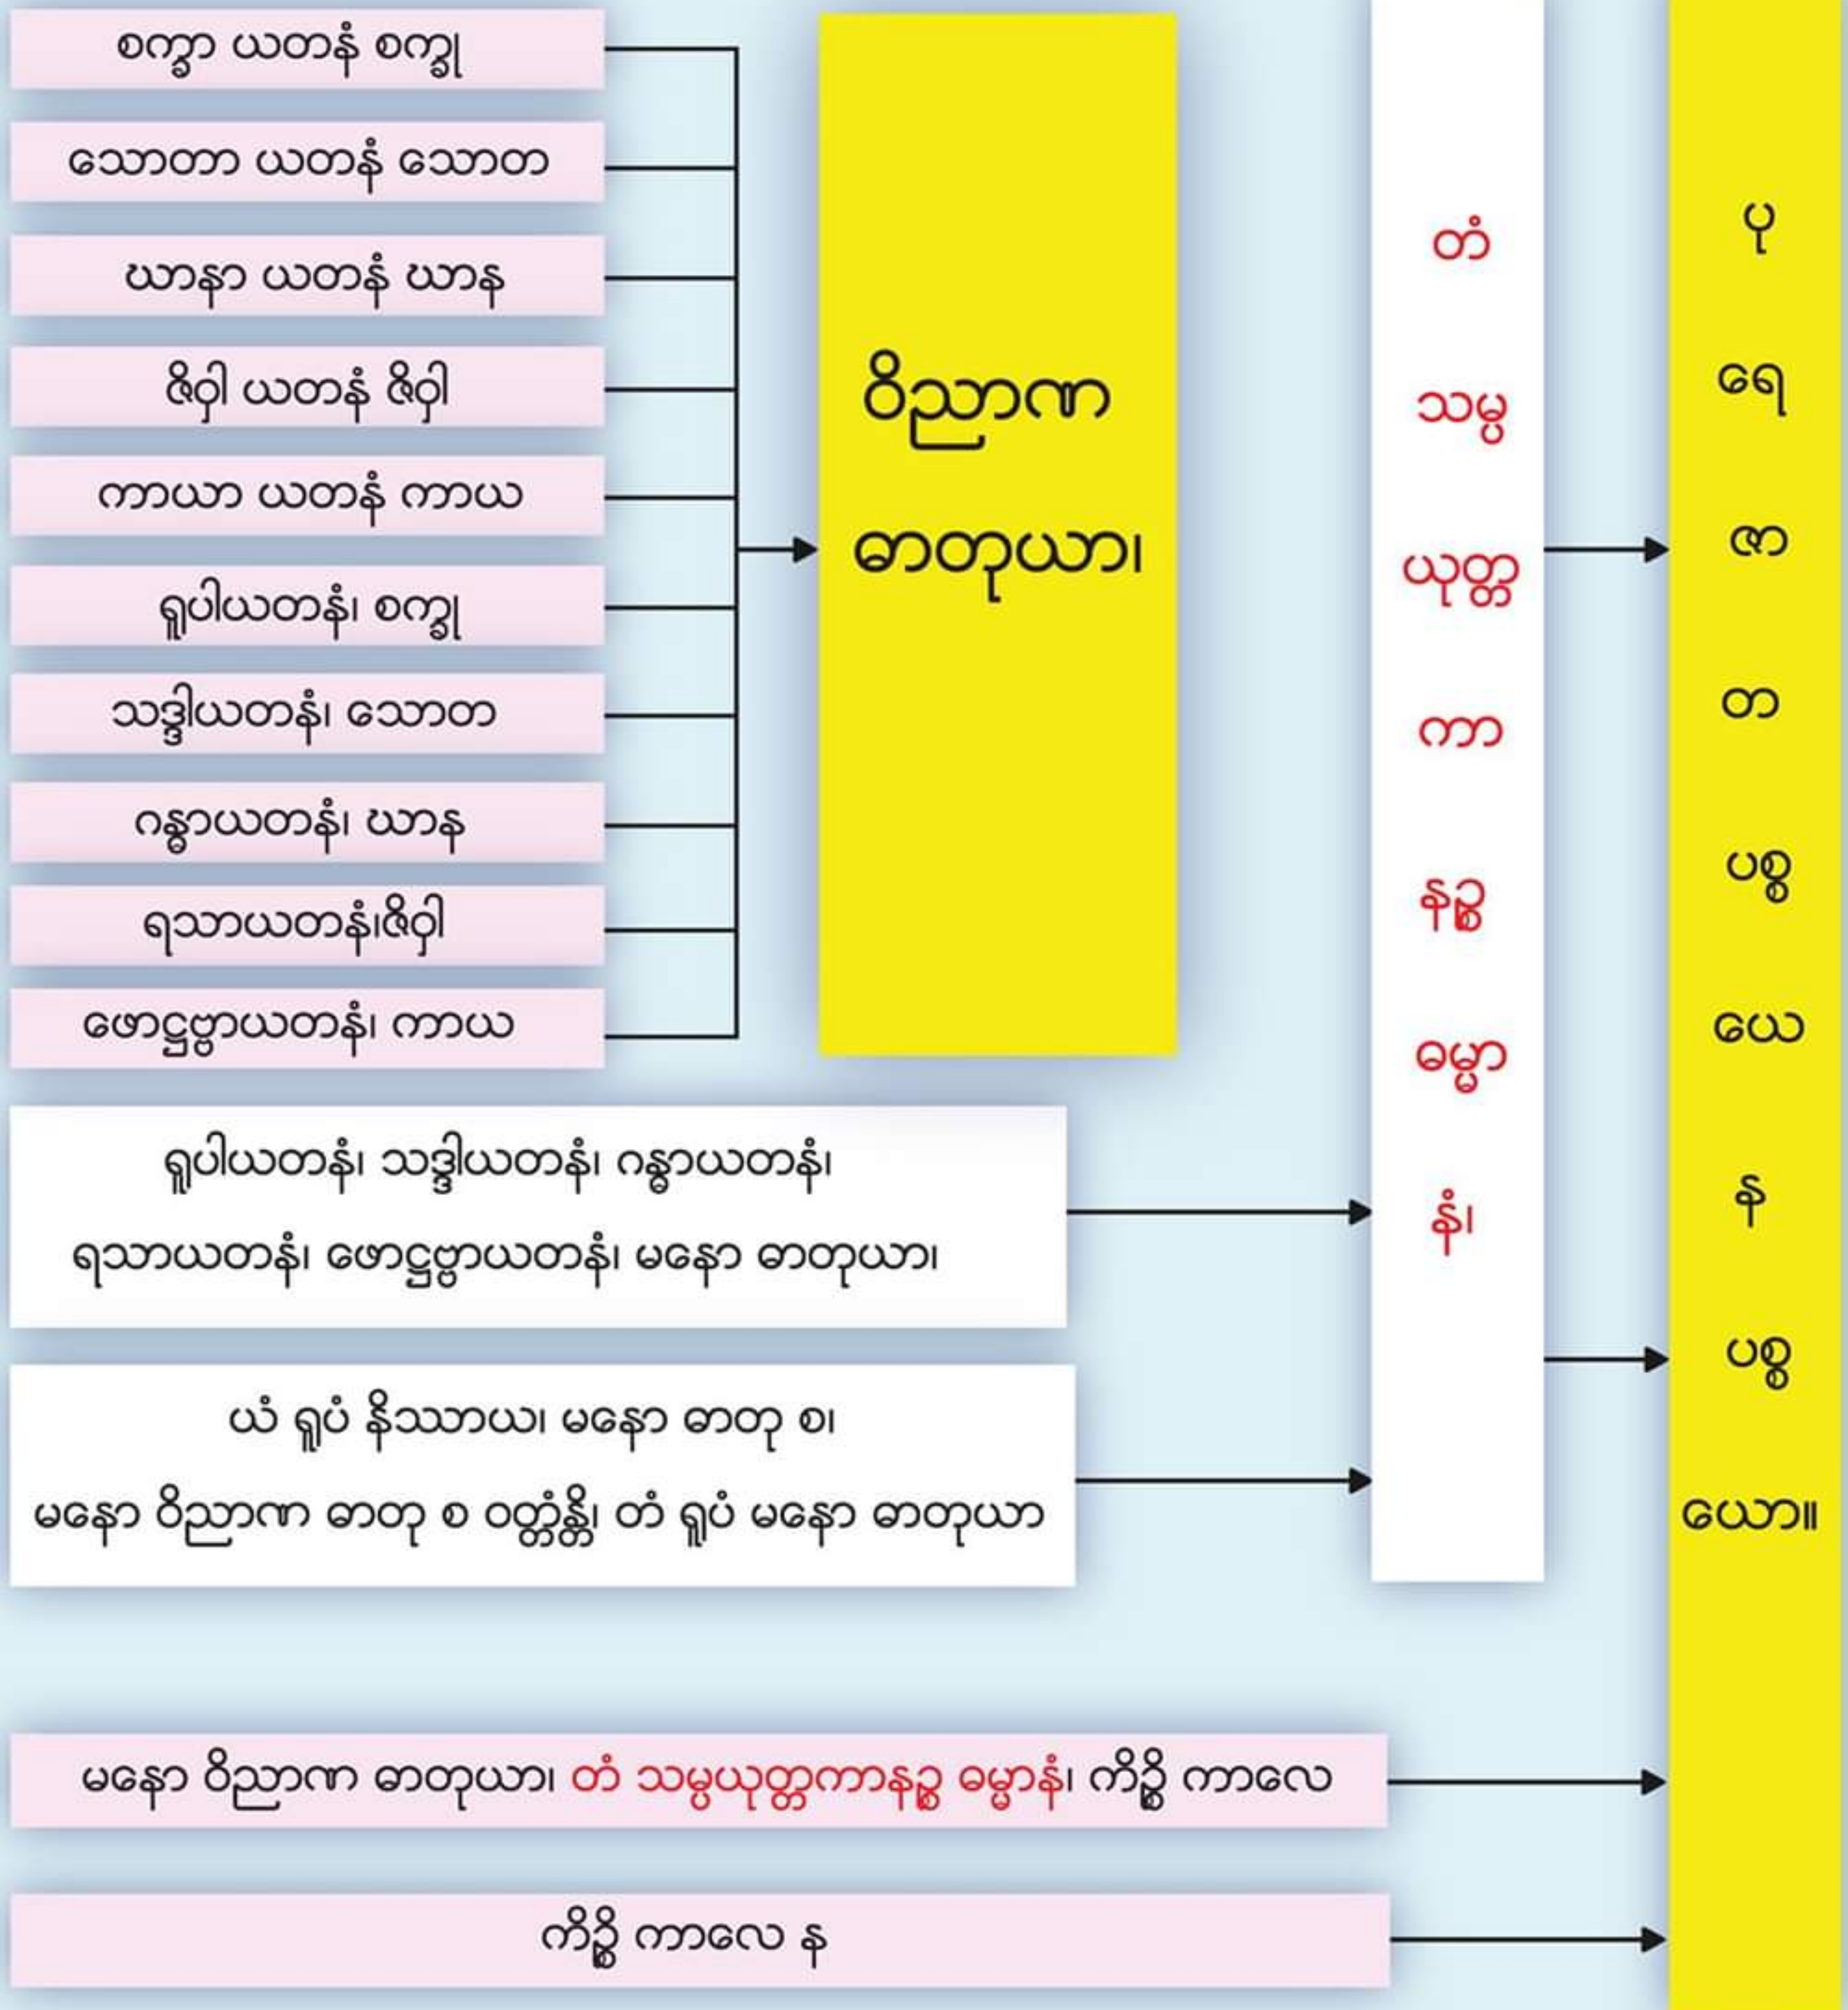 စက္ခာ ယတနံ စက္ခု
သောတာ ယတနံ သောတ
ဃာနာ ယတနံ ဃာန
ဇိဝှါ ယတနံ ဇိဝှါ
ကာယာ ယတနံ ကာယ
ရူပါယတနံ၊ စက္ခု
သဒ္ဒါယတနံ၊ သောတ
ဂန္ဓာယတနံ၊ ဃာန
ရသာယတနံ၊ဇိဝှါ
ဖောဋ္ဌဗ္ဗာယတနံ၊ ကာယ
ဝိညာဏ
ဓာတုယာ၊
ရူပါယတနံ၊ သဒ္ဒါယတနံ၊ ဂန္ဓာယတနံ၊
ရသာယတနံ၊ ဖောဋ္ဌဗ္ဗာယတနံ၊ မနော ဓာတုယာ၊
ယံ ရူပံ နိဿာယ၊ မနော ဓာတု စ၊
မနော ဝိညာဏ ဓာတု စ ဝတ္တံန္တိ၊ တံ ရူပံ မနော ဓာတုယာ
တံ
သမ္ပ
ယုတ္တ
ကာ
နဉ္စ
ဓမ္မာ
နံ၊
ပု
ရေ
ဇာ
တ
ပစ္စ
ယေ
န
ပစ္စ
ယော။
မနော ဝိညာဏ ဓာတုယာ၊ တံ သမ္ပယုတ္တကာနဉ္စ ဓမ္မာနံ၊ ကိဉ္စိ ကာလေ
ကိဉ္စိ ကာလေ န